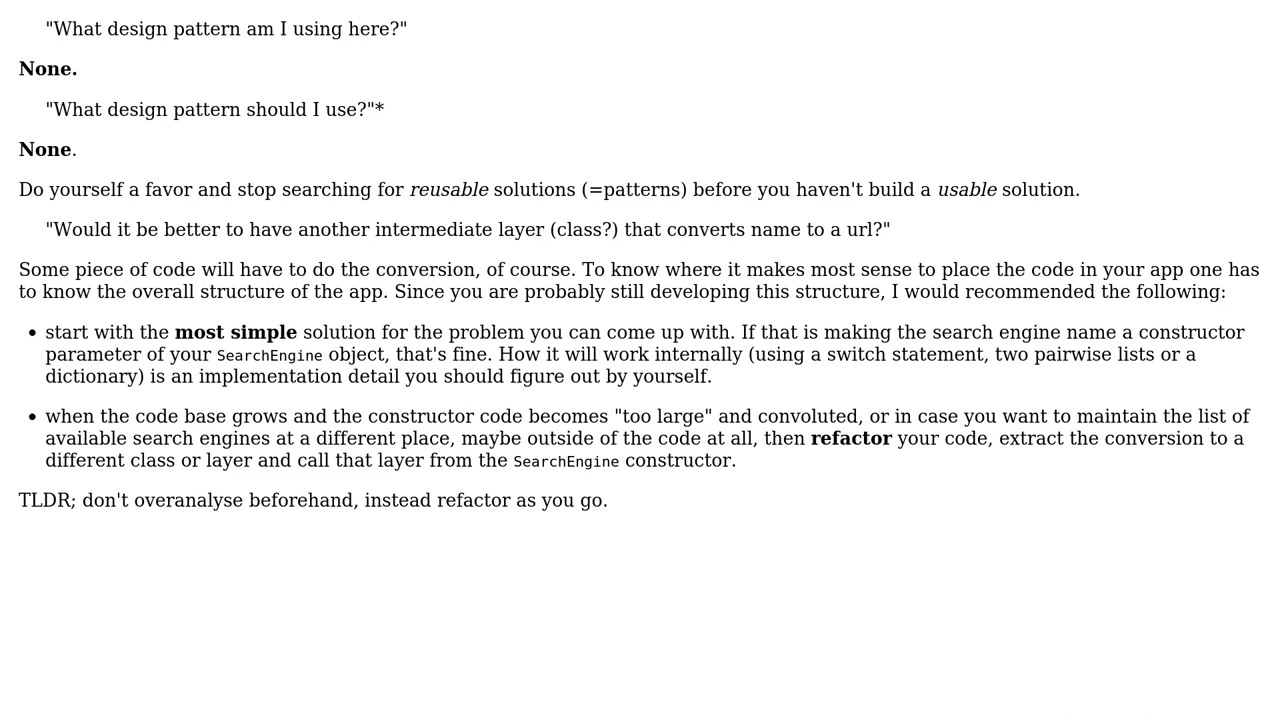 "What design pattern am I using here?"
None.
"What design pattern should I use?"*
None.
Do yourself a favor and stop searching for reusable solutions (=patterns) before you haven't build a usable solution.
"Would it be better to have another intermediate layer (class?) that converts name to a url?"
Some piece of code will have to do the conversion, of course. To know where it makes most sense to place the code in your app one has
to know the overall structure of the app. Since you are probably still developing this structure, I would recommended the following:
• start with the most simple solution for the problem you can come up with. If that is making the search engine name a constructor
parameter of your SearchEngine object, that's fine. How it will work internally (using a switch statement, two pairwise lists or a
dictionary) is an implementation detail you should figure out by yourself.
• when the code base grows and the constructor code becomes "too large" and convoluted, or in case you want to maintain the list of
available search engines at a different place, maybe outside of the code at all, then refactor your code, extract the conversion to a
different class or layer and call that layer from the SearchEngine constructor.
TLDR; don't overanalyse beforehand, instead refactor as you go.